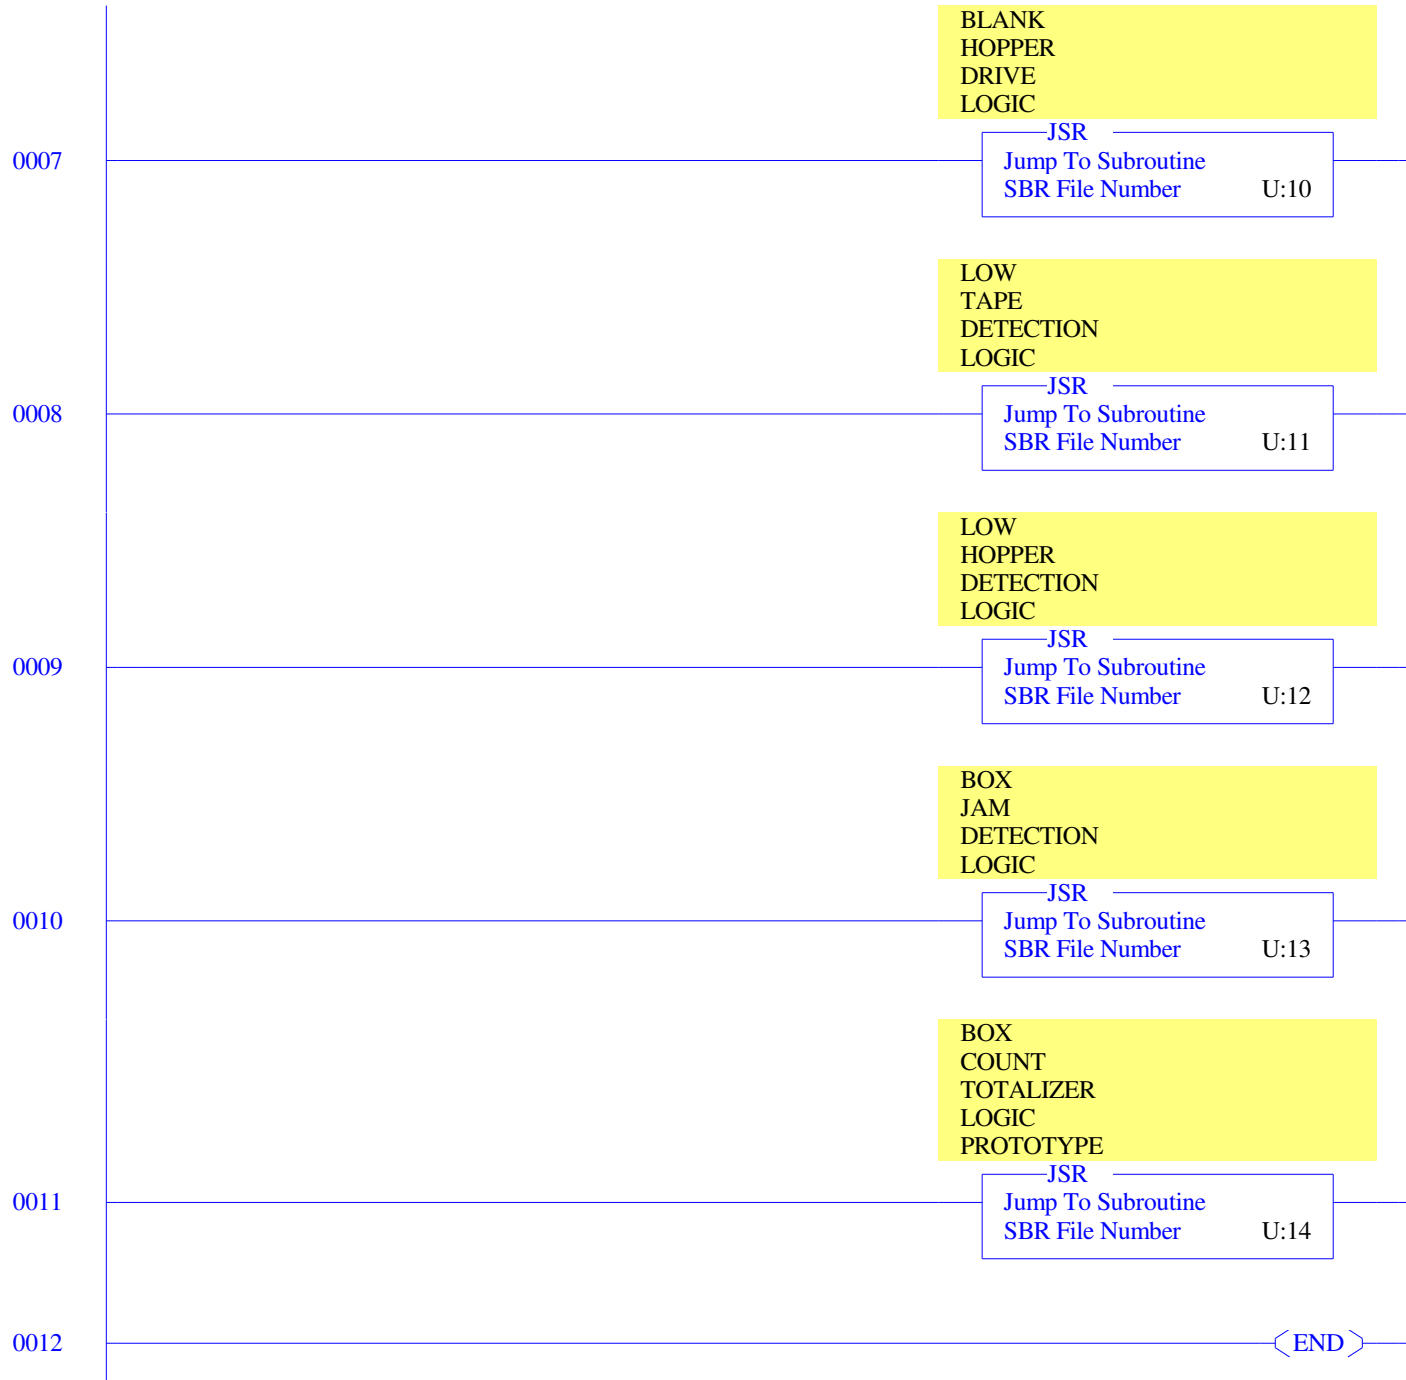 BLANK
HOPPER
DRIVE
LOGIC
JSR
0007
Jump To Subroutine
SBR File Number U:10
LOW
TAPE
DETECTION
LOGIC
JSR
0008
Jump To Subroutine
SBR File Number U:11
LOW
HOPPER
DETECTION
LOGIC
JSR
0009
Jump To Subroutine
SBR File Number U:12
BOX
JAM
DETECTION
LOGIC
JSR
0010
Jump To Subroutine
SBR File Number U:13
BOX
COUNT
TOTALIZER
LOGIC
PROTOTYPE
JSR
0011
Jump To Subroutine
SBR File Number U:14
0012 END